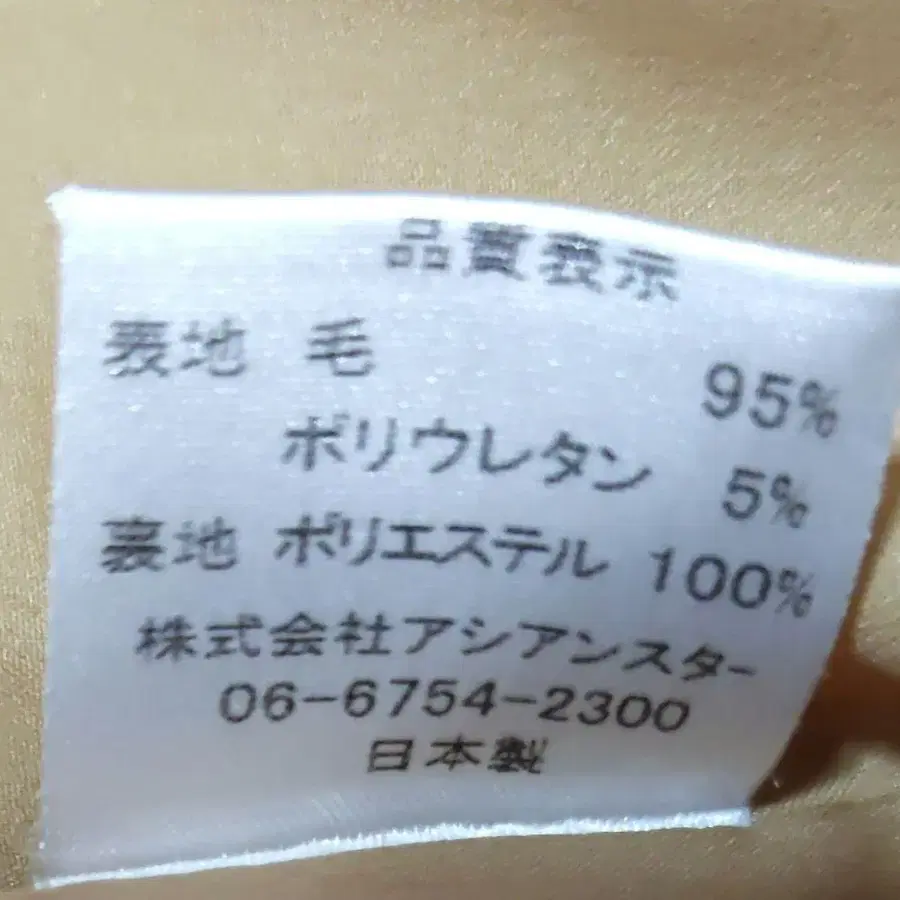 品質表示
表地 毛 95%
ポリウレタン 5%
裏地 ポリエステル 100%
株式会社アシアンスター
06-6754-2300
日本製